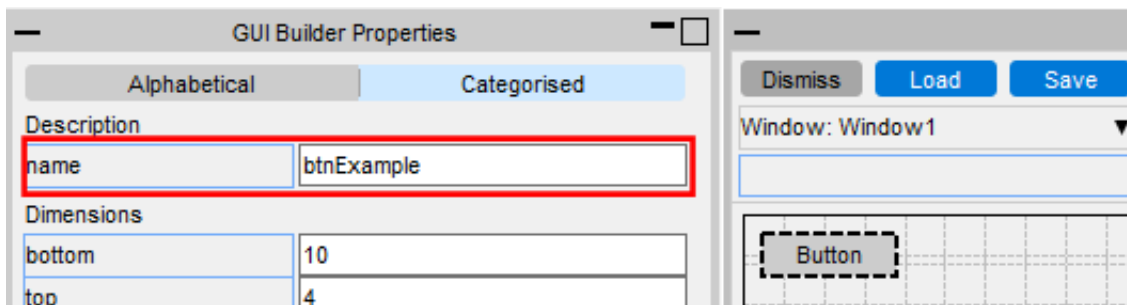 GUI Builder Properties
Alphabetical Categorised
Description
name btnExample
Dimensions
bottom 10
top 4
Dismiss Load Save
Window: Window1
Button